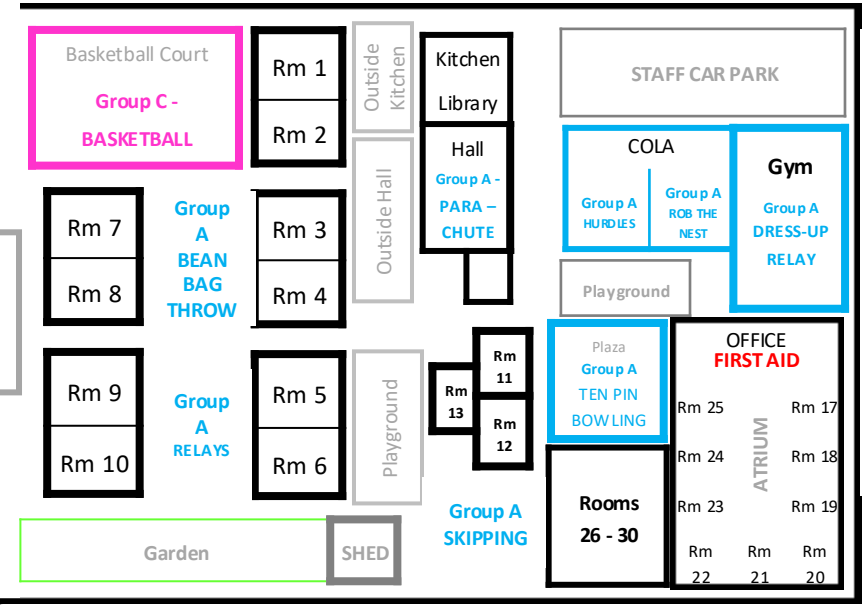 Basketball Court
Group C -
BASKETBALL
Rm 1
Rm 2
Outside
Kitchen
Kitchen
Library
Hall
Group A -
PARA –
CHUTE
STAFF CAR PARK
COLA
Group A
HURDLES
Group A
ROB THE
NEST
Gym
Group A
DRESS-UP
RELAY
Rm 7
Rm 8
Group
A
BEAN
BAG
THROW
Rm 3
Rm 4
Outside Hall
Playground
Plaza
Group A
TEN PIN
BOWLING
OFFICE
FIRST AID
Rm 9
Rm 10
Group
A
RELAYS
Rm 5
Rm 6
Playground
Rm
11
Rm
13
Rm
12
Rm 25
Rm 17
Rm 24
ATRIUM
Rm 18
Rm 23
Rm 19
Rm
22
Rm
21
Rm
20
Rooms
26 - 30
Group A
SKIPPING
Garden
SHED